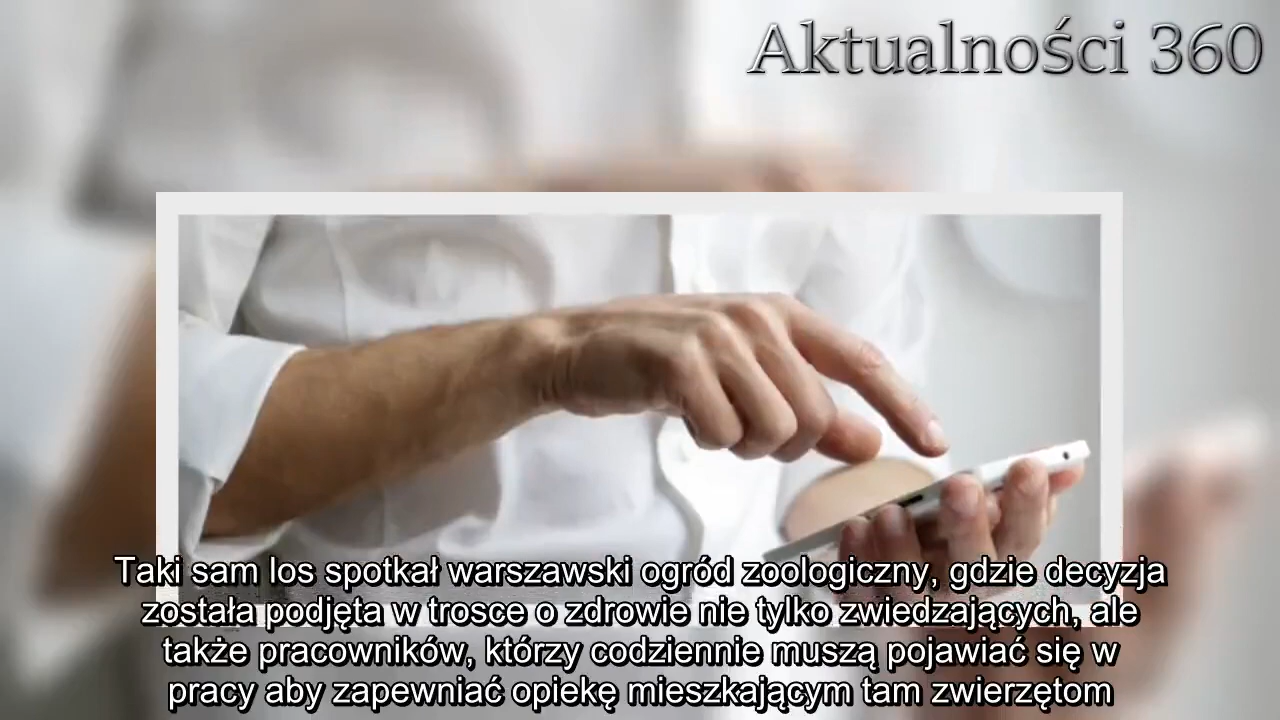 Aktualności 360
Taki sam los spotkał warszawski ogród zoologiczny, gdzie decyzja
została podjęta w trosce o zdrowie nie tylko zwiedzających, ale
także pracowników, którzy codziennie muszą pojawiać się w
pracy aby zapewniać opiekę mieszkającym tam zwierzętom